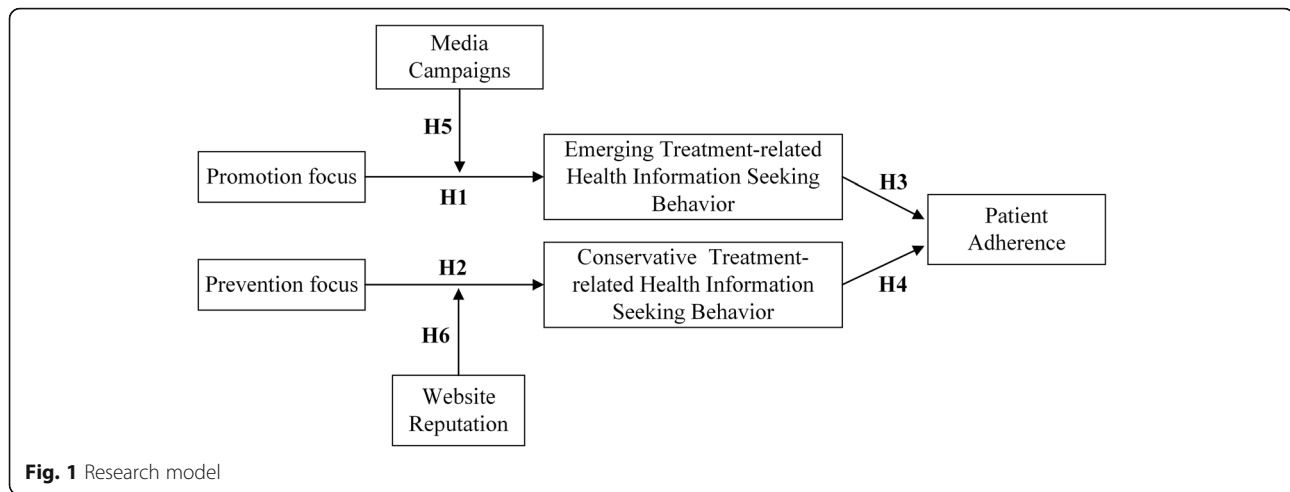 Media
Campaigns
H5
Promotion focus
H1
Emerging Treatment-related
Health Information Seeking
Behavior
H3
Patient
Adherence
Prevention focus
H2
Conservative Treatment-
related Health Information
Seeking Behavior
H4
H6
Website
Reputation
Fig. 1 Research model